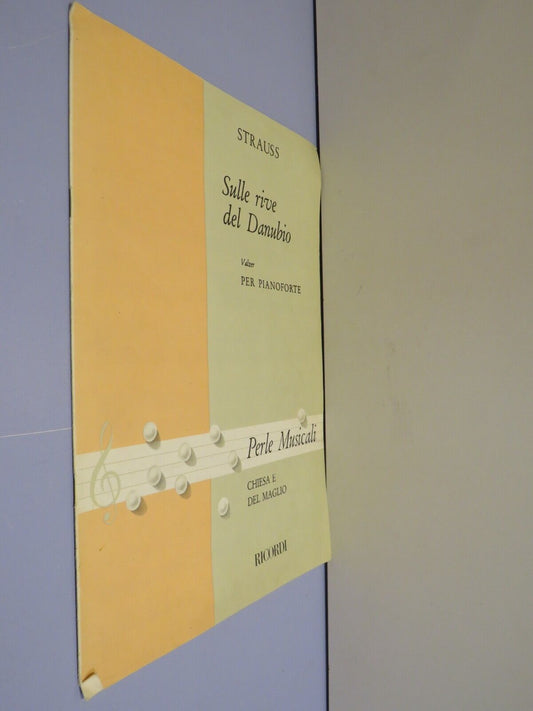 STRAUSS
Sulle rive
del Danubio
Valzer
PER PIANOFORTE
Perle Musicali
CHIESA E
DEL MAGLIO
RICORDI